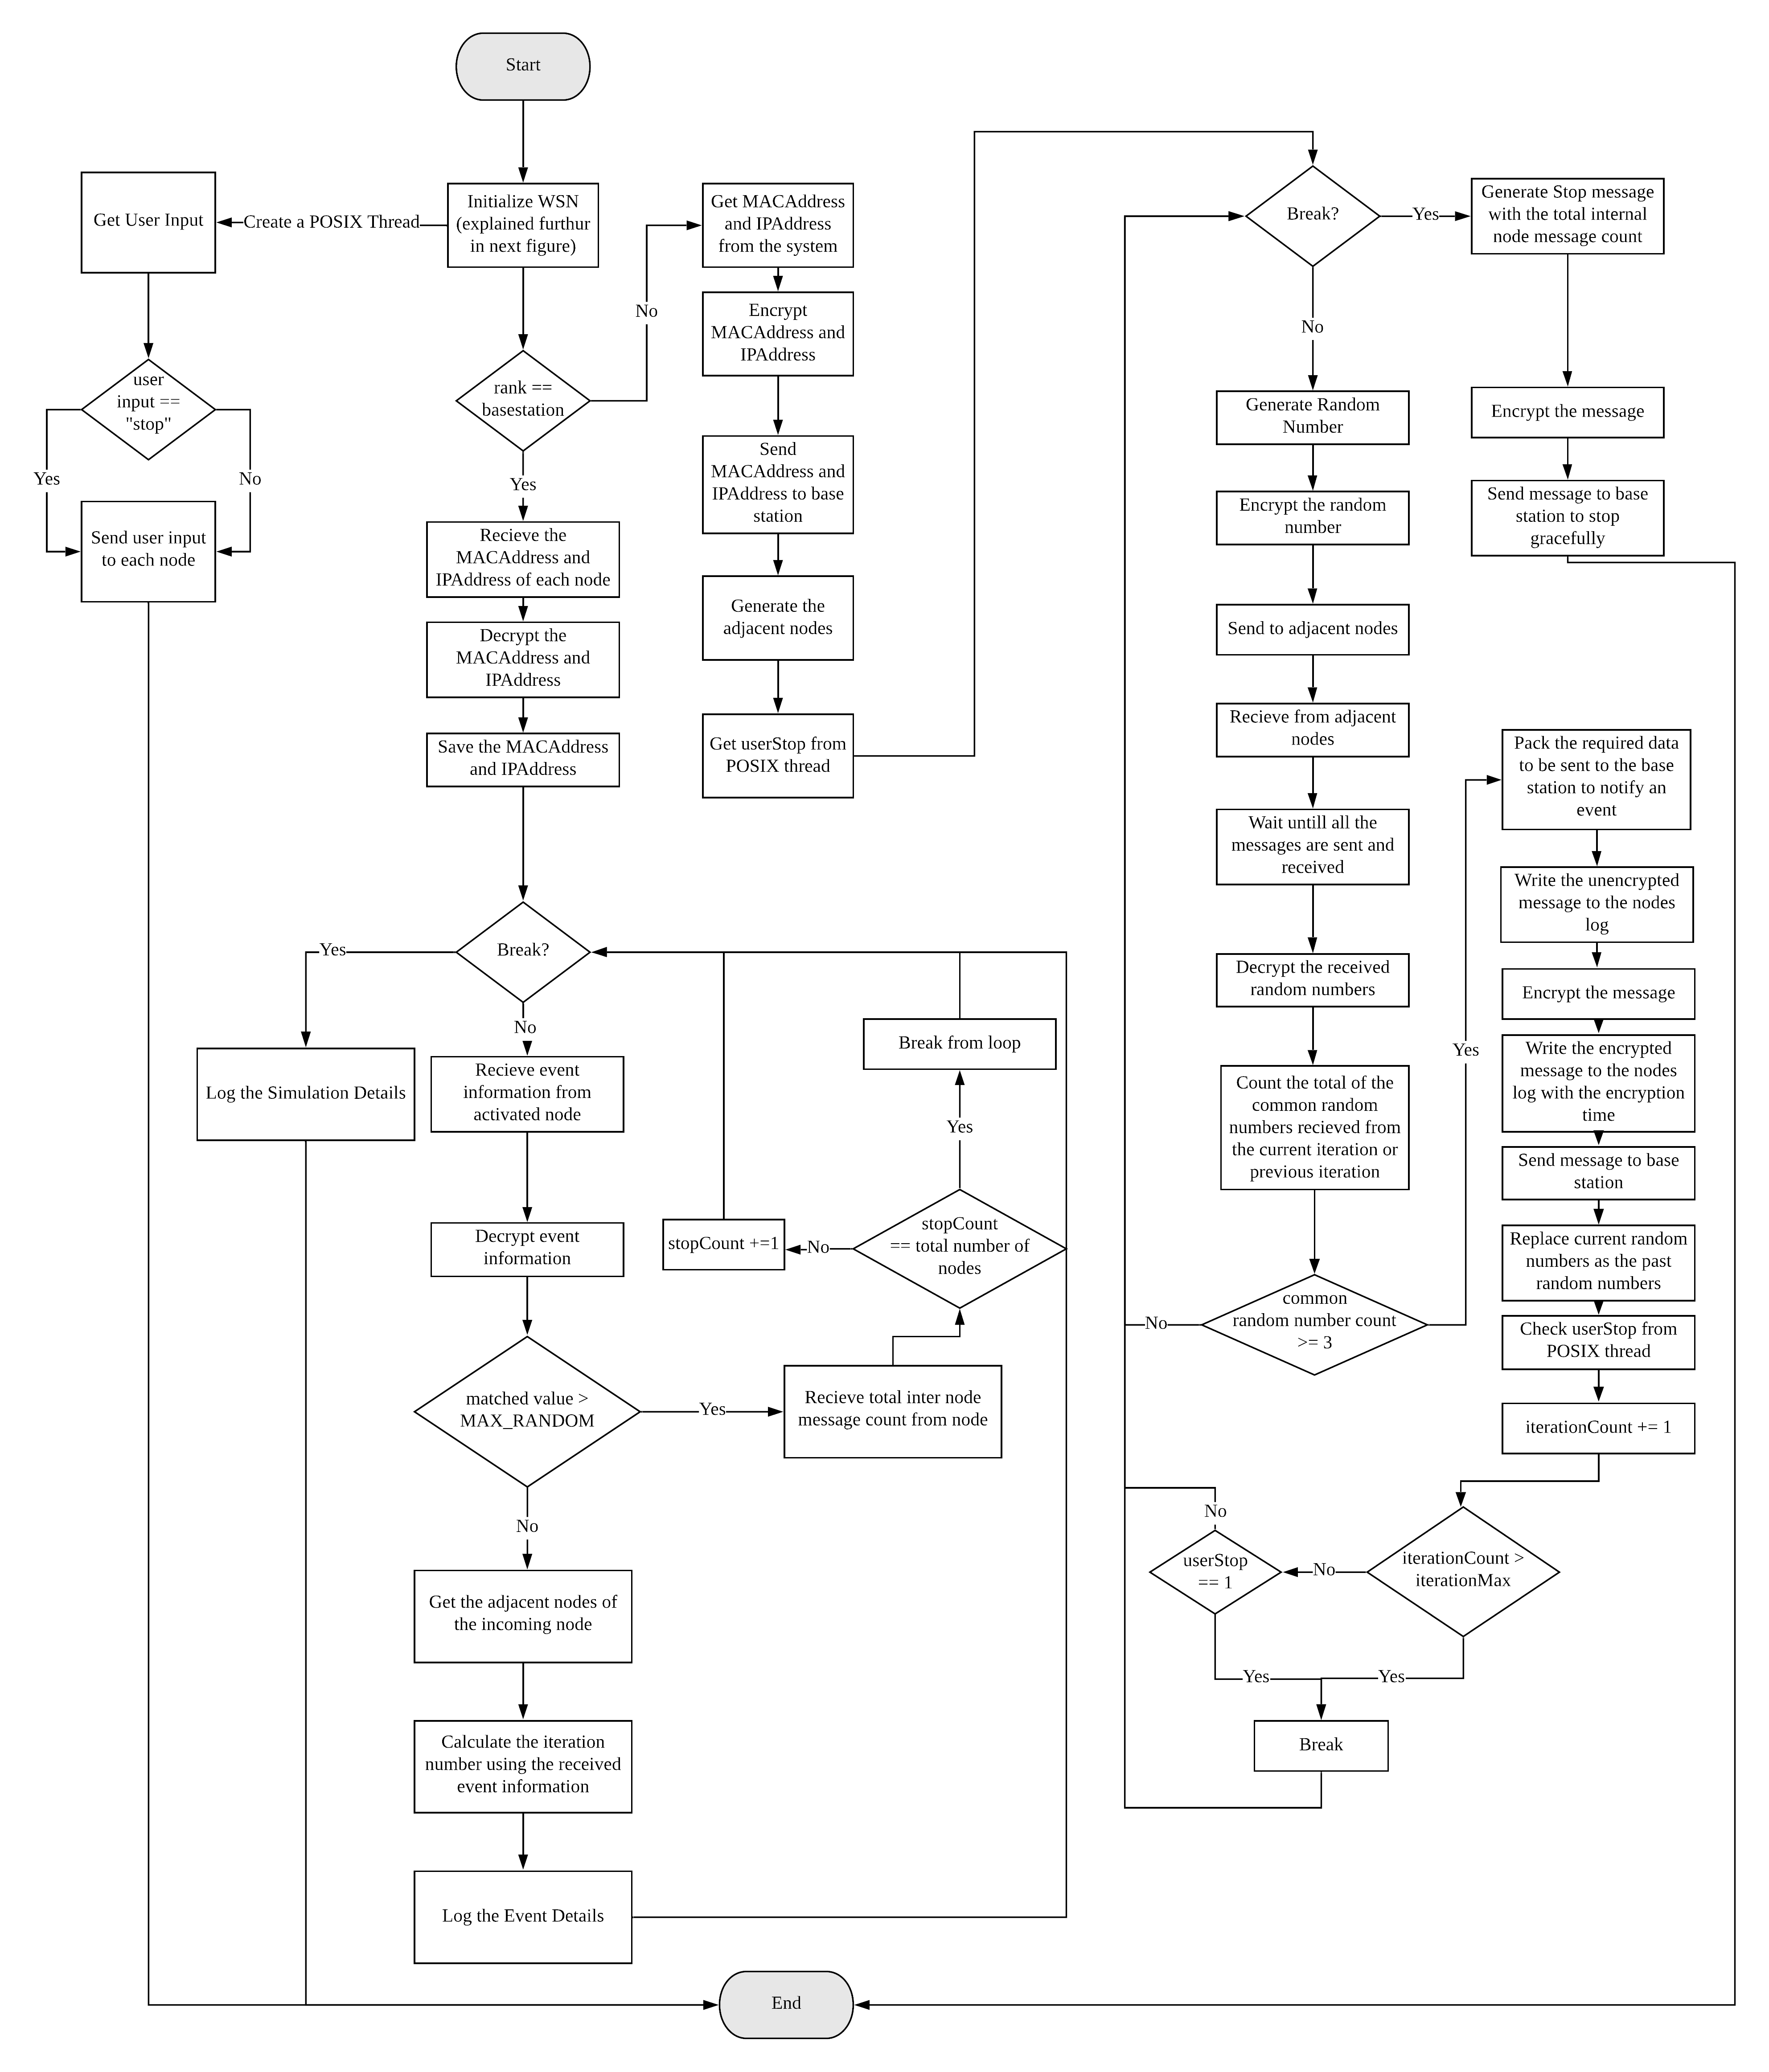 Start
Get User Input
Create a POSIX Thread
Initialize WSN
(explained furthur
in next figure)
user
input ==
"stop"
Yes
No
Send user input
to each node
rank ==
basestation
No
Yes
Get MACAddress
and IPAddress
from the system
Encrypt
MACAddress and
IPAddress
Send
MACAddress and
IPAddress to base
station
Generate the
adjacent nodes
Get userStop from
POSIX thread
Recieve the
MACAddress and
IPAddress of each node
Decrypt the
MACAddress and
IPAddress
Save the MACAddress
and IPAddress
Break?
Yes
No
Log the Simulation Details
Recieve event
information from
activated node
Decrypt event
information
matched value >
MAX_RANDOM
Yes
No
Recieve total inter node
message count from node
stopCount
== total number of
nodes
No
Yes
stopCount +=1
Break from loop
Get the adjacent nodes of
the incoming node
Calculate the iteration
number using the received
event information
Log the Event Details
End
Break?
Yes
No
Generate Stop message
with the total internal
node message count
Encrypt the message
Send message to base
station to stop
gracefully
Generate Random
Number
Encrypt the random
number
Send to adjacent nodes
Recieve from adjacent
nodes
Wait untill all the
messages are sent and
received
Decrypt the received
random numbers
Count the total of the
common random
numbers recieved from
the current iteration or
previous iteration
common
random number count
>= 3
No
Yes
Pack the required data
to be sent to the base
station to notify an
event
Write the unencrypted
message to the nodes
log
Encrypt the message
Write the encrypted
message to the nodes
log with the encryption
time
Send message to base
station
Replace current random
numbers as the past
random numbers
Check userStop from
POSIX thread
iterationCount += 1
iterationCount >
iterationMax
No
Yes
userStop
== 1
No
Yes
Break